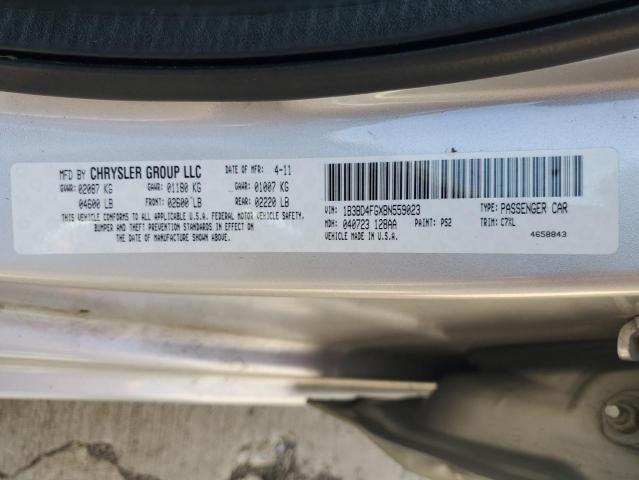 MFD BY CHRYSLER GROUP LLC DATE OF MFR: 4-11
GVWR: 02087 KG GAWR: 01180 KG GAWR: 01007 KG
04600 LB FRONT: 02600 LB REAR: 02220 LB
THIS VEHICLE CONFORMS TO ALL APPLICABLE U.S.A. FEDERAL MOTOR VEHICLE SAFETY,
BUMPER AND THEFT PREVENTION STANDARDS IN EFFECT ON
THE DATE OF MANUFACTURE SHOWN ABOVE.
VIN: 1B3BD4FGXBN559023 TYPE: PASSENGER CAR
MDH: 040723 128AA PAINT: PS2 TRIM: C7XL
VEHICLE MADE IN U.S.A. 4658843